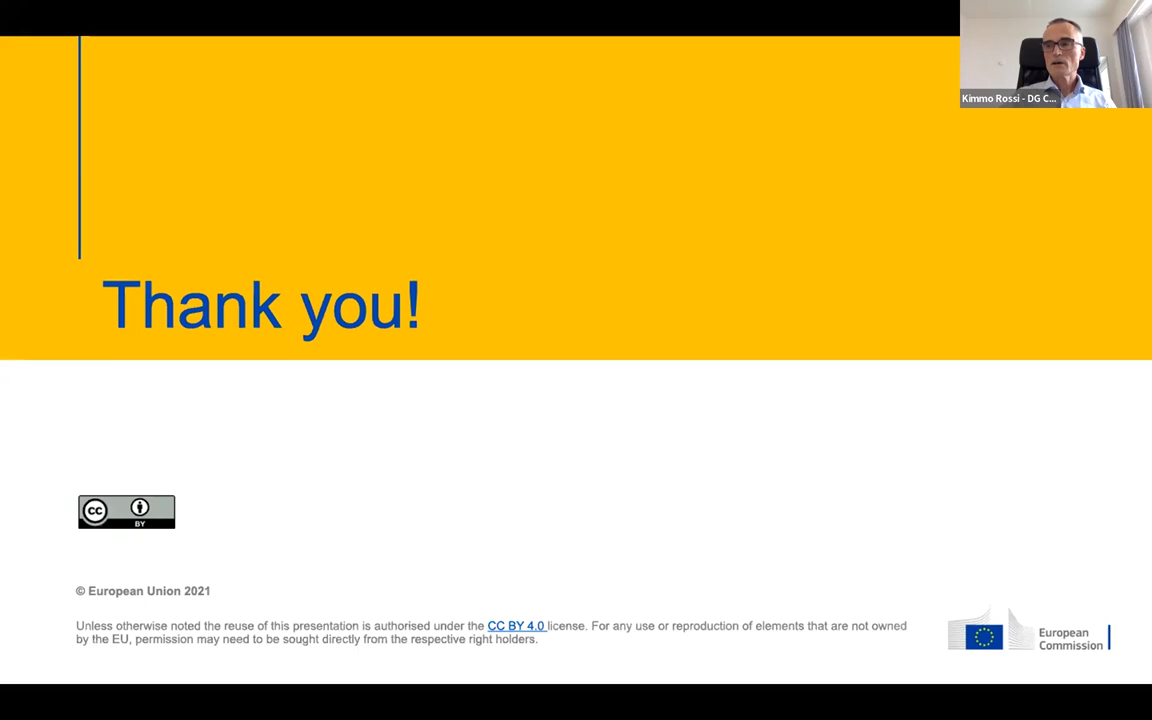 Kimmo Rossi - DG C...
Thank you!
CC
BY
© European Union 2021
Unless otherwise noted the reuse of this presentation is authorised under the CC BY 4.0 license. For any use or reproduction of elements that are not owned
by the EU, permission may need to be sought directly from the respective right holders.
European
Commission